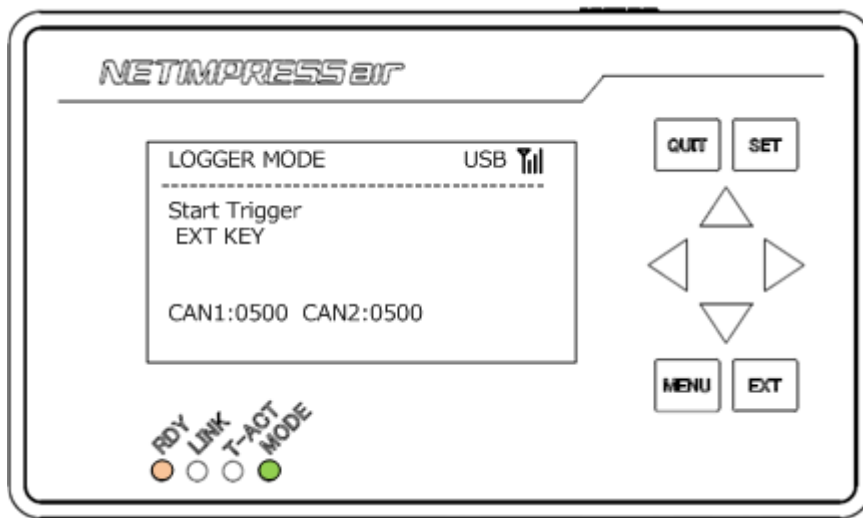 NETIMPRESS air
LOGGER MODE USB
Start Trigger
EXT KEY
CAN1:0500 CAN2:0500
QUIT SET
MENU EXT
RDY LINK T-ACT MODE